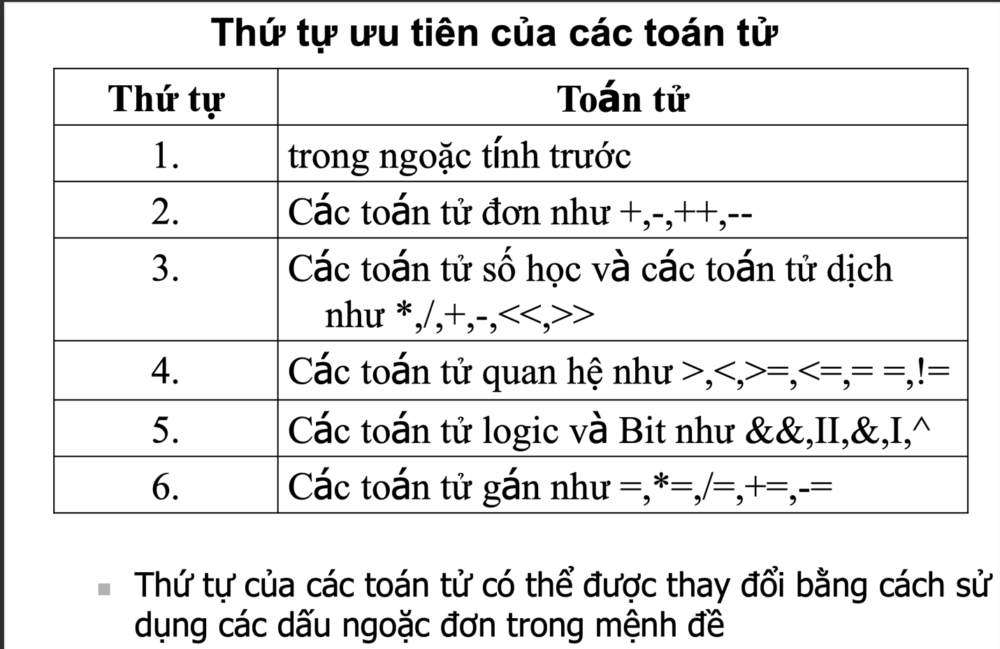 Thứ tự ưu tiên của các toán tử
Thứ tự Toán tử
1. trong ngoặc tính trước
2. Các toán tử đơn như +,-,++,--
3. Các toán tử số học và các toán tử dịch
như *,/,+,-,<<,>>
4. Các toán tử quan hệ như >,<,>=,<=,= =,!=
5. Các toán tử logic và Bit như &&,II,&,I,^
6. Các toán tử gán như =,*=,/=,+=,-=
Thứ tự của các toán tử có thể được thay đổi bằng cách sử
dụng các dấu ngoặc đơn trong mệnh đề